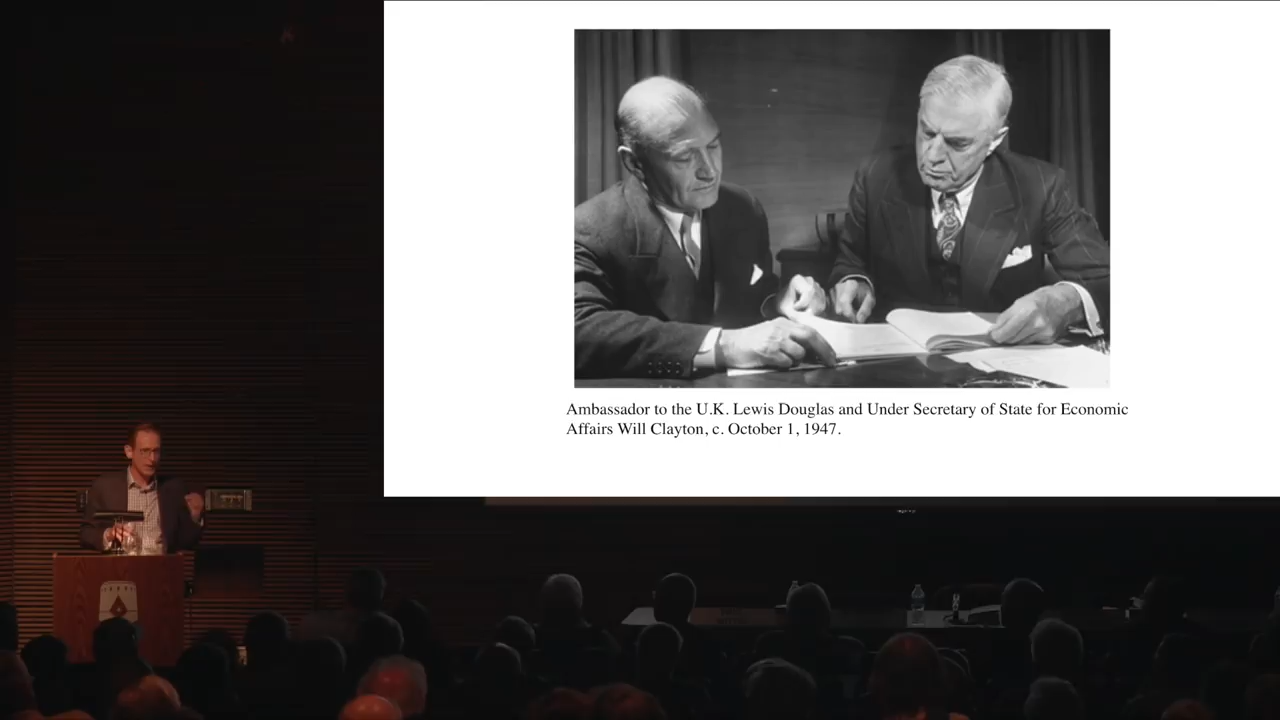 Ambassador to the U.K. Lewis Douglas and Under Secretary of State for Economic
Affairs Will Clayton, c. October 1, 1947.